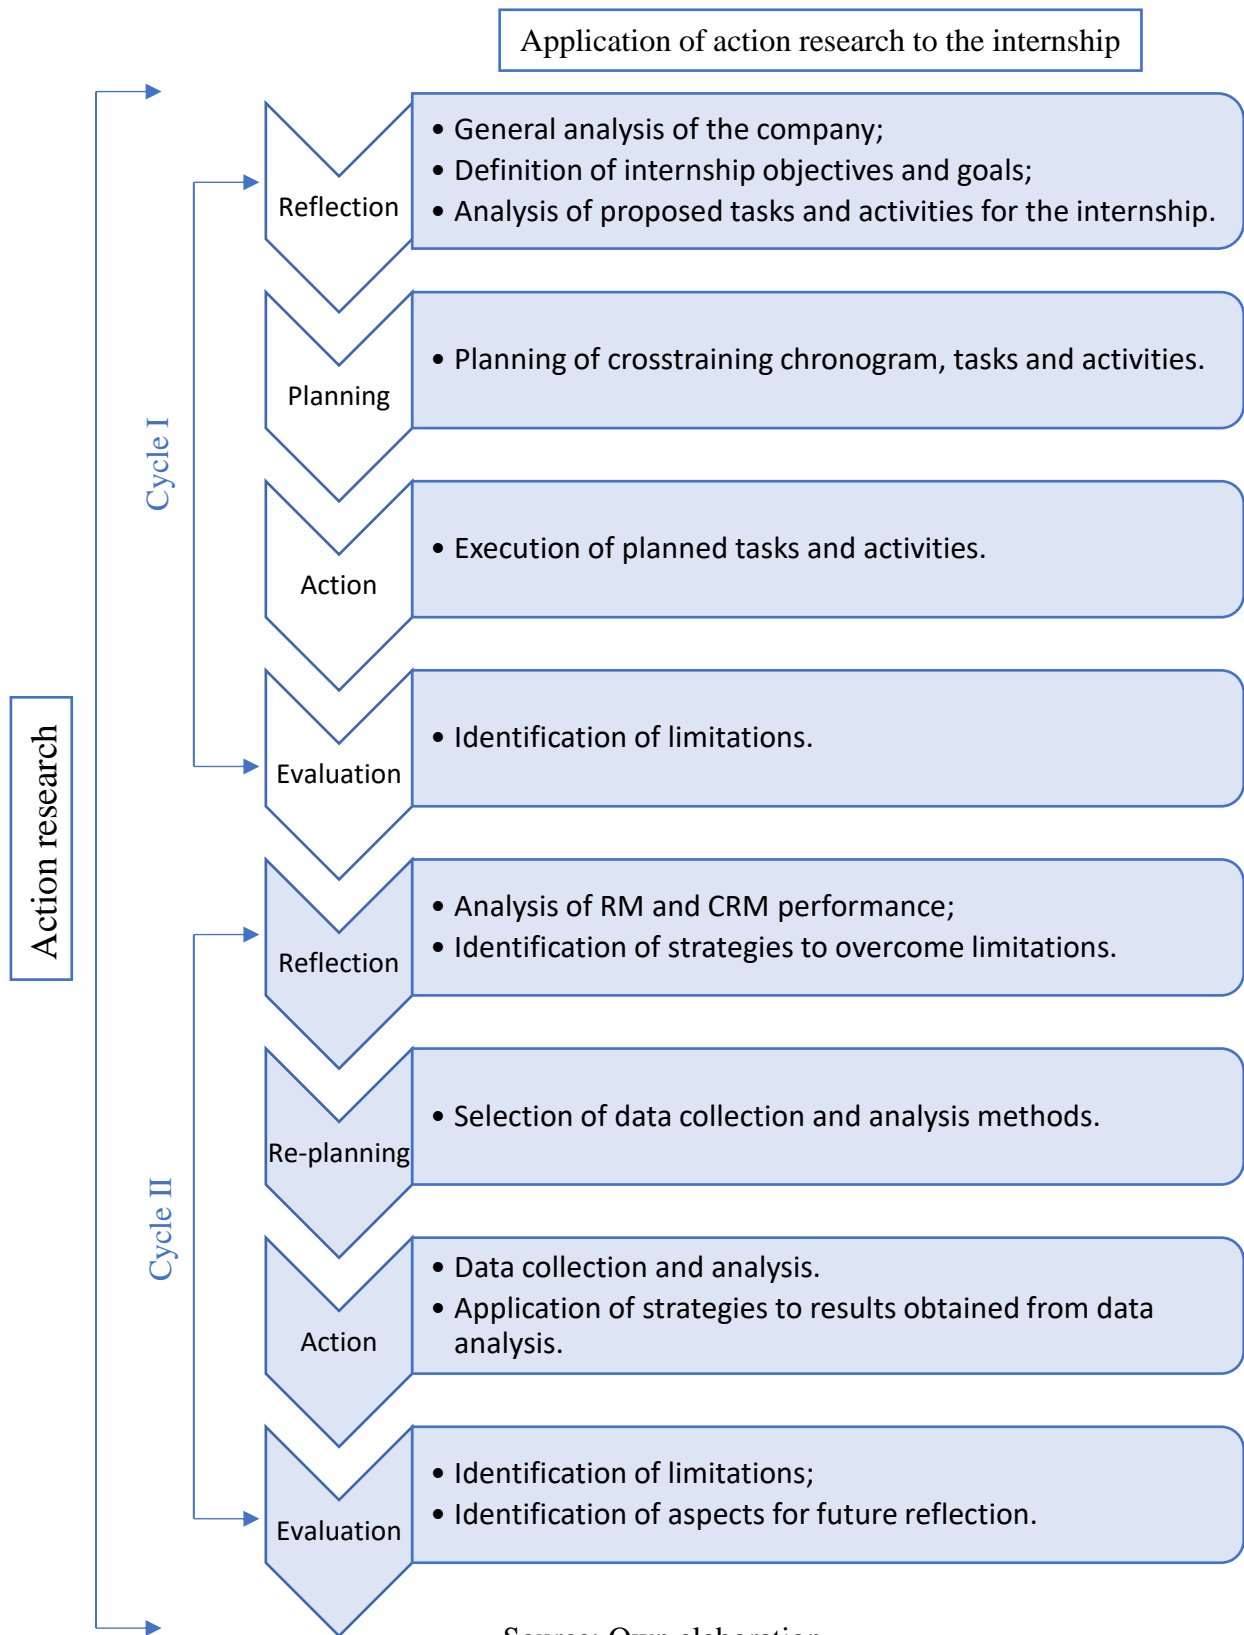 Application of action research to the internship
Action research
Cycle I
Reflection
• General analysis of the company;
• Definition of internship objectives and goals;
• Analysis of proposed tasks and activities for the internship.
Planning
• Planning of crosstraining chronogram, tasks and activities.
Action
• Execution of planned tasks and activities.
Evaluation
• Identification of limitations.
Cycle II
Reflection
• Analysis of RM and CRM performance;
• Identification of strategies to overcome limitations.
Re-planning
• Selection of data collection and analysis methods.
Action
• Data collection and analysis.
• Application of strategies to results obtained from data
analysis.
Evaluation
• Identification of limitations;
• Identification of aspects for future reflection.
Source: Own elaboration